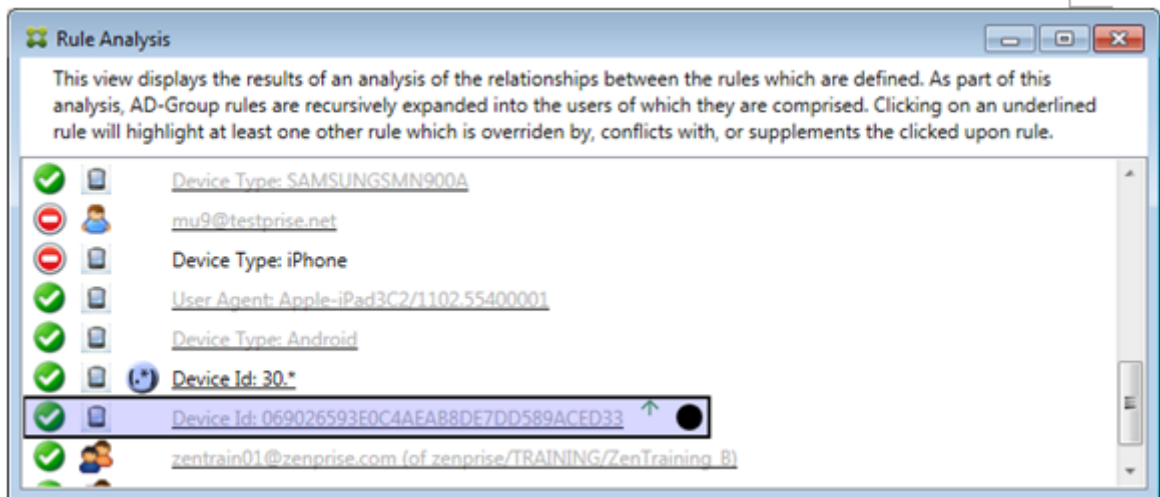 Rule Analysis
This view displays the results of an analysis of the relationships between the rules which are defined. As part of this
analysis, AD-Group rules are recursively expanded into the users of which they are comprised. Clicking on an underlined
rule will highlight at least one other rule which is overriden by, conflicts with, or supplements the clicked upon rule.
Device Type: SAMSUNGSMN900A
mu9@testprise.net
Device Type: iPhone
User Agent: Apple-iPad3C2/1102.55400001
Device Type: Android
(.*) Device Id: 30.*
Device Id: 069026593E0C4AEAB8DE7DD589ACED33
zentrain01@zenprise.com (of zenprise/TRAINING/ZenTraining_B)